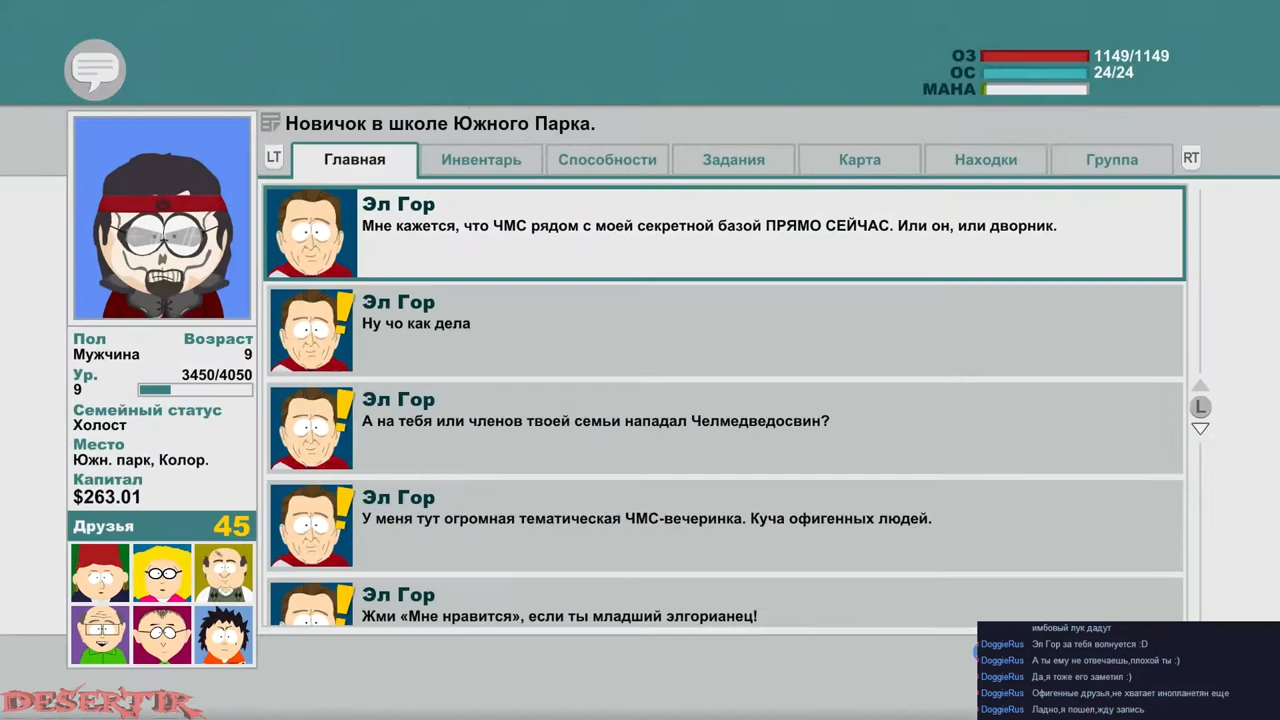 ОЗ 1149/1149
ОС 24/24
МАНА
Новичок в школе Южного Парка.
LT Главная Инвентарь Способности Задания Карта Находки Группа RT
Эл Гор
Мне кажется, что ЧМС рядом с моей секретной базой ПРЯМО СЕЙЧАС. Или он, или дворник.
Эл Гор
Ну чо как дела
Эл Гор
А на тебя или членов твоей семьи нападал Челмедведосвин?
Эл Гор
У меня тут огромная тематическая ЧМС-вечеринка. Куча офигенных людей.
Эл Гор
Жми «Мне нравится», если ты младший элгорианец!
L
Пол Возраст
Мужчина 9
Ур. 3450/4050
9
Семейный статус
Холост
Место
Южн. парк, Колор.
Капитал
$263.01
Друзья 45
имбовый лук дадут
DoggieRus Эл Гор за тебя волнуется :D
DoggieRus А ты ему не отвечаешь,плохой ты :)
DoggieRus Да,я тоже его заметил :)
DoggieRus Офигенные друзья,не хватает инопланетян еще
DoggieRus Ладно,я пошел,жду запись
DESERTIR